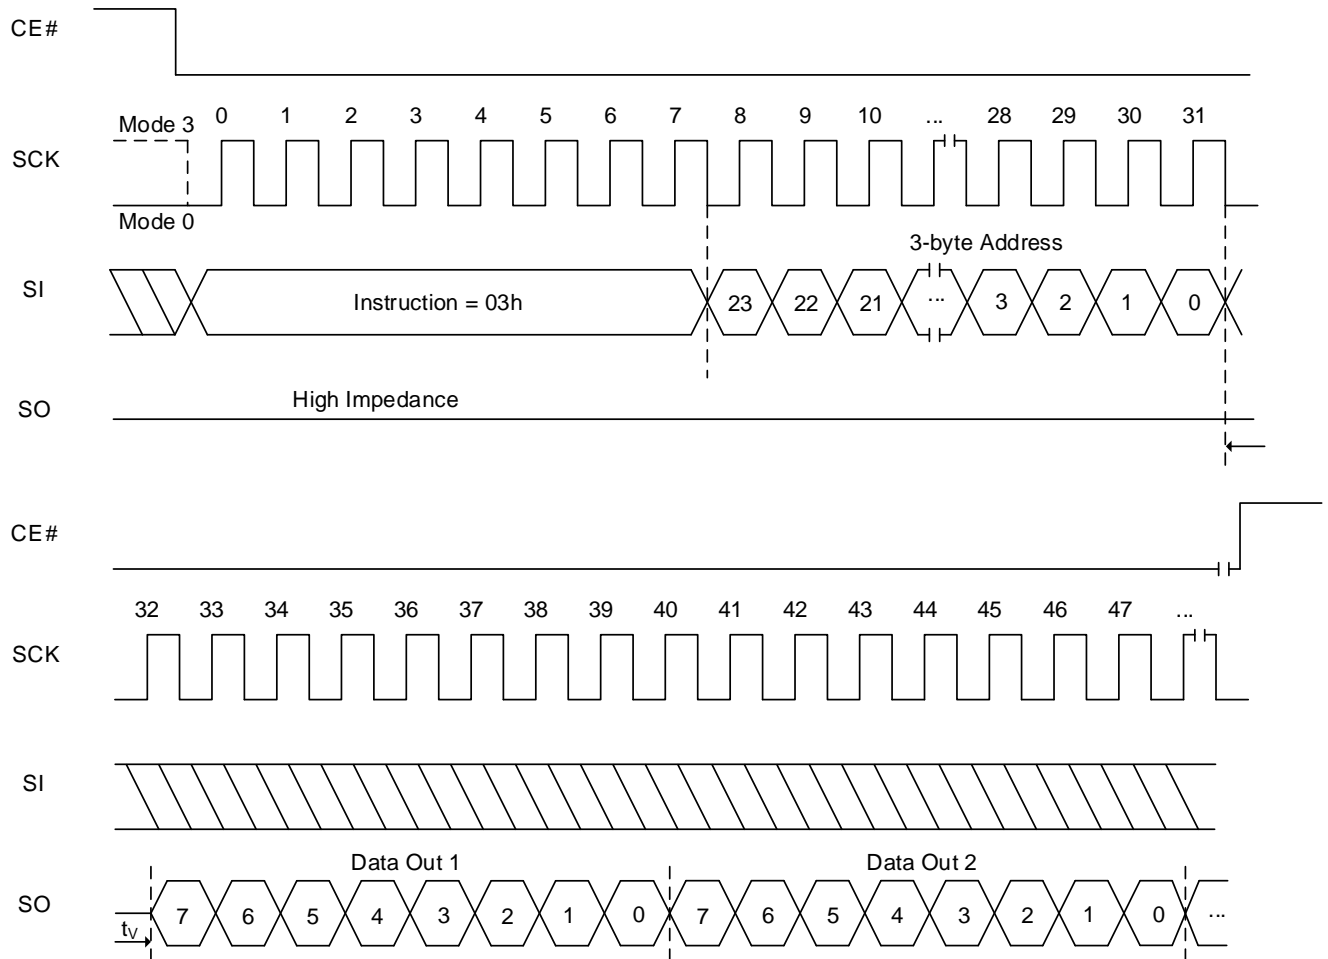 CE#
0 1 2 3 4 5 6 7 8 9 10 ... 28 29 30 31
Mode 3
SCK
Mode 0
3-byte Address
SI
Instruction = 03h 23 22 21 ... 3 2 1 0
High Impedance
SO
CE#
32 33 34 35 36 37 38 39 40 41 42 43 44 45 46 47 ...
SCK
SI
Data Out 1 Data Out 2
SO
7 6 5 4 3 2 1 0 7 6 5 4 3 2 1 0 ...
tV